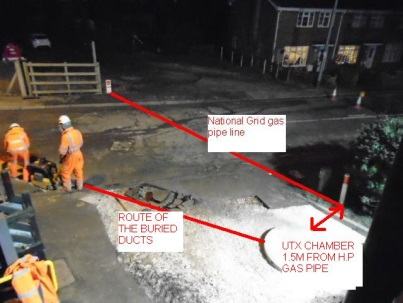 National Grid gas
pipe line
ROUTE OF
THE BURIED
DUCTS
UTX CHAMBER
1.5M FROM H.P
GAS PIPE